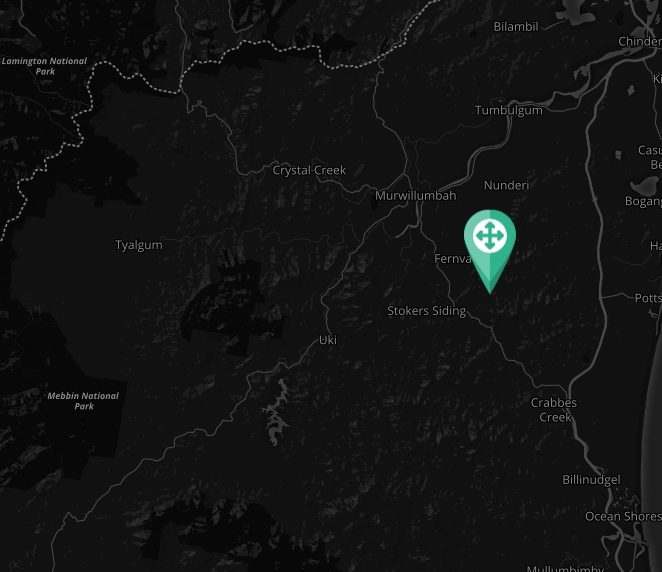 Bilambil
Chinder
Lamington National
Park
Ki
Tumbulgum
Casu
Be
Crystal Creek
Nunderi
Murwillumbah
Bogang
Tyalgum
Ha
Fernva
Potts
Stokers Siding
Uki
Mebbin National
Park
Crabbes
Creek
Billinudgel
Ocean Shores
Mullumbimby